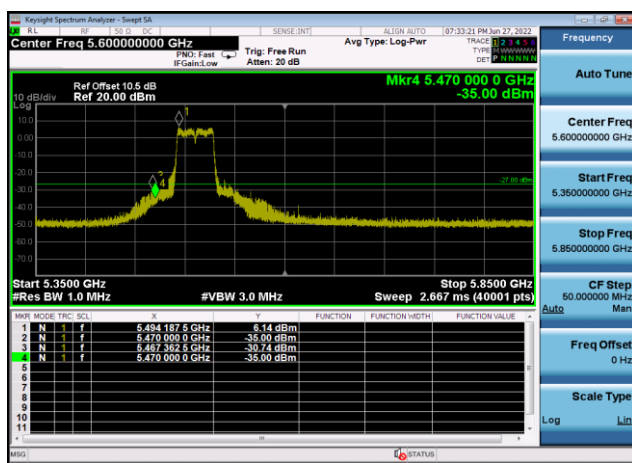 Keysight Spectrum Analyzer - Swept SA
RL RF 50 Ω DC SENSE:INT ALIGN AUTO 07:33:21 PM Jun 27, 2022
Center Freq 5.600000000 GHz
PNO: Fast
IFGain:Low
Trig: Free Run
Atten: 20 dB
Avg Type: Log-Pwr
TRACE 1 2 3 4 5 6
TYPE M W W W W W
DET P N N N N N
Ref Offset 10.5 dB
10 dB/div Ref 20.00 dBm
Mkr4 5.470 000 0 GHz
-35.00 dBm
Log
10.0
0.00
-10.0
-20.0
-27.00 dBm
-30.0
-40.0
-50.0
-60.0
-70.0
1
4
Start 5.3500 GHz Stop 5.8500 GHz
#Res BW 1.0 MHz #VBW 3.0 MHz Sweep 2.667 ms (40001 pts)
MKR MODE TRC SCL X Y FUNCTION FUNCTION WIDTH FUNCTION VALUE
1 N 1 f 5.494 187 5 GHz 6.14 dBm
2 N 1 f 5.470 000 0 GHz -35.00 dBm
3 N 1 f 5.467 362 5 GHz -30.74 dBm
4 N 1 f 5.470 000 0 GHz -35.00 dBm
5
6
7
8
9
10
11
MSG STATUS
Frequency
Auto Tune
Center Freq
5.600000000 GHz
Start Freq
5.350000000 GHz
Stop Freq
5.850000000 GHz
CF Step
50.000000 MHz
Auto Man
Freq Offset
0 Hz
Scale Type
Log Lin